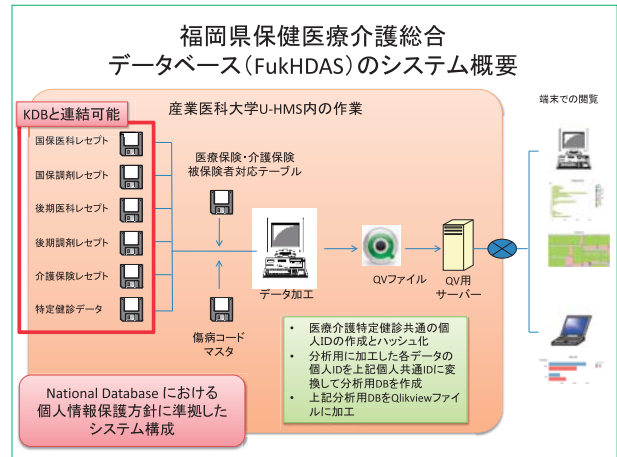 福岡県保健医療介護総合
データベース（FukHDAS）のシステム概要
KDBと連結可能
産業医科大学U-HMS内の作業
端末での閲覧
国保医科レセプト
国保調剤レセプト
後期医科レセプト
後期調剤レセプト
介護保険レセプト
特定健診データ
医療保険・介護保険
被保険者対応テーブル
データ加工
QVファイル
QV用
サーバー
傷病コード
マスタ
• 医療介護特定健診共通の個
人IDの作成とハッシュ化
• 分析用に加工した各データの
個人IDを上記個人共通IDに変
換して分析用DBを作成
• 上記分析用DBをQlikviewファイ
ルに加工
National Database における
個人情報保護方針に準拠した
システム構成